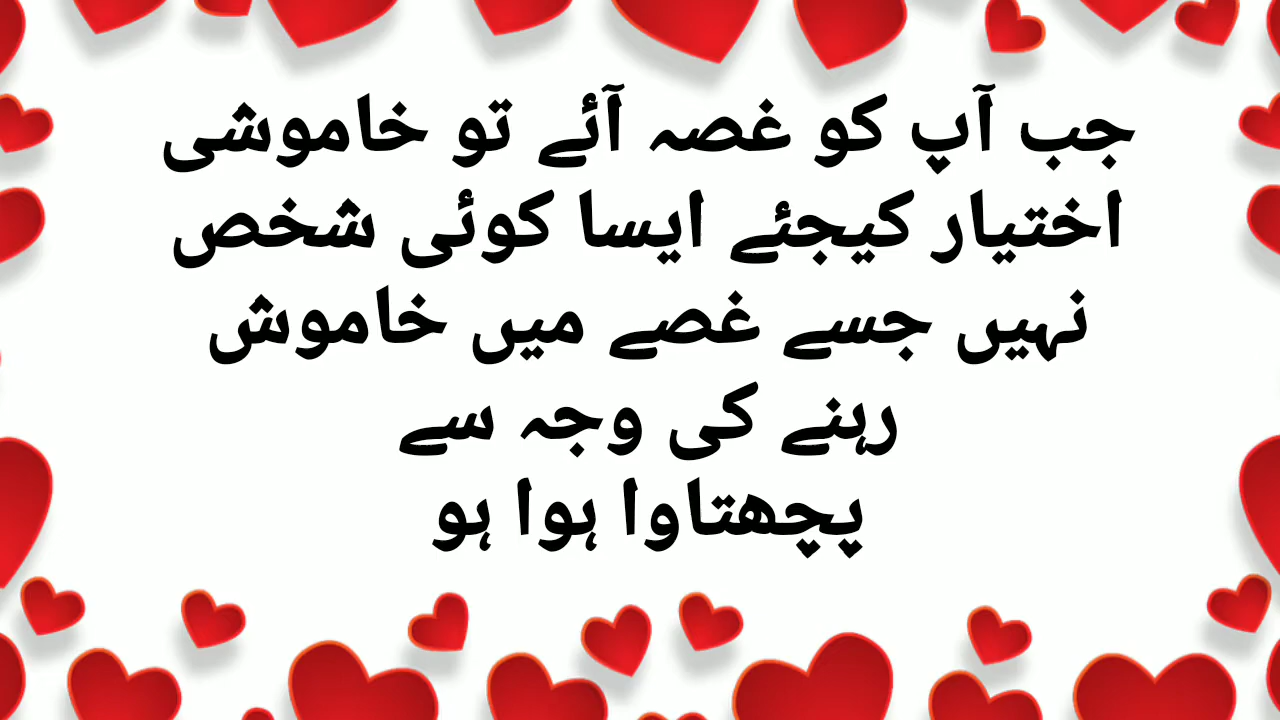 جب آپ کو غصہ آئے تو خاموشی
اختیار کیجئے ایسا کوئی شخص
نہیں جسے غصے میں خاموش
رہنے کی وجہ سے
پچھتاوا ہوا ہو